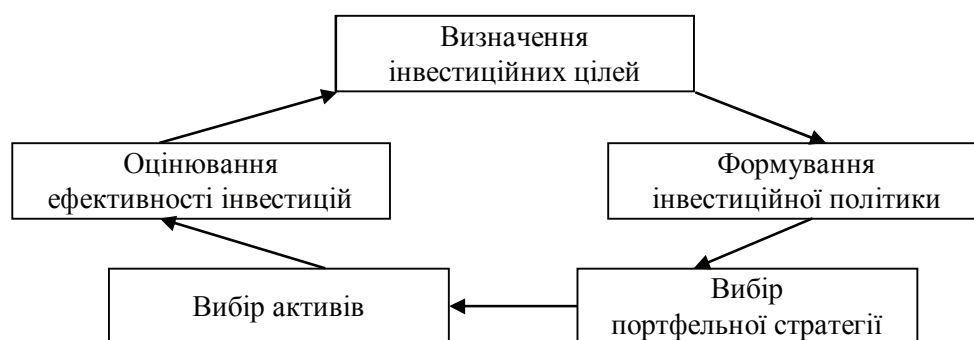 Визначення
інвестиційних цілей
Оцінювання
ефективності інвестицій
Формування
інвестиційної політики
Вибір активів
Вибір
портфельної стратегії